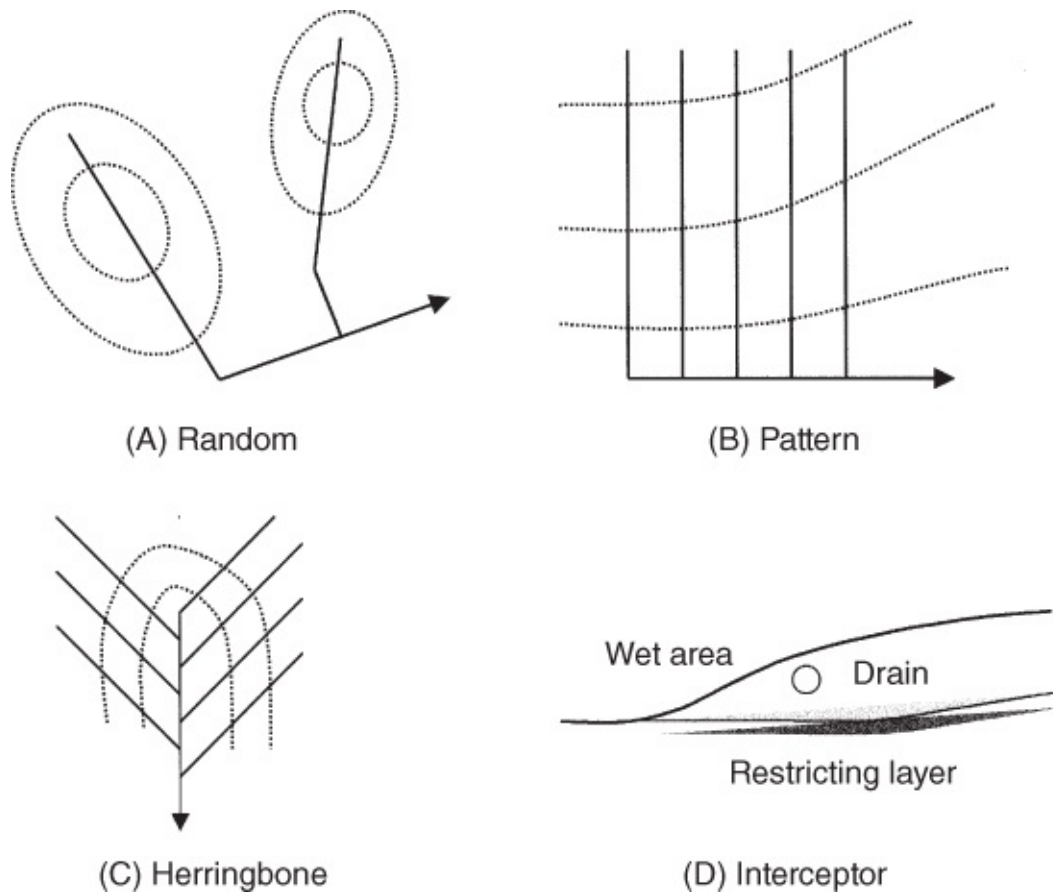 (A) Random
(B) Pattern
Wet area
Drain
Restricting layer
(C) Herringbone
(D) Interceptor